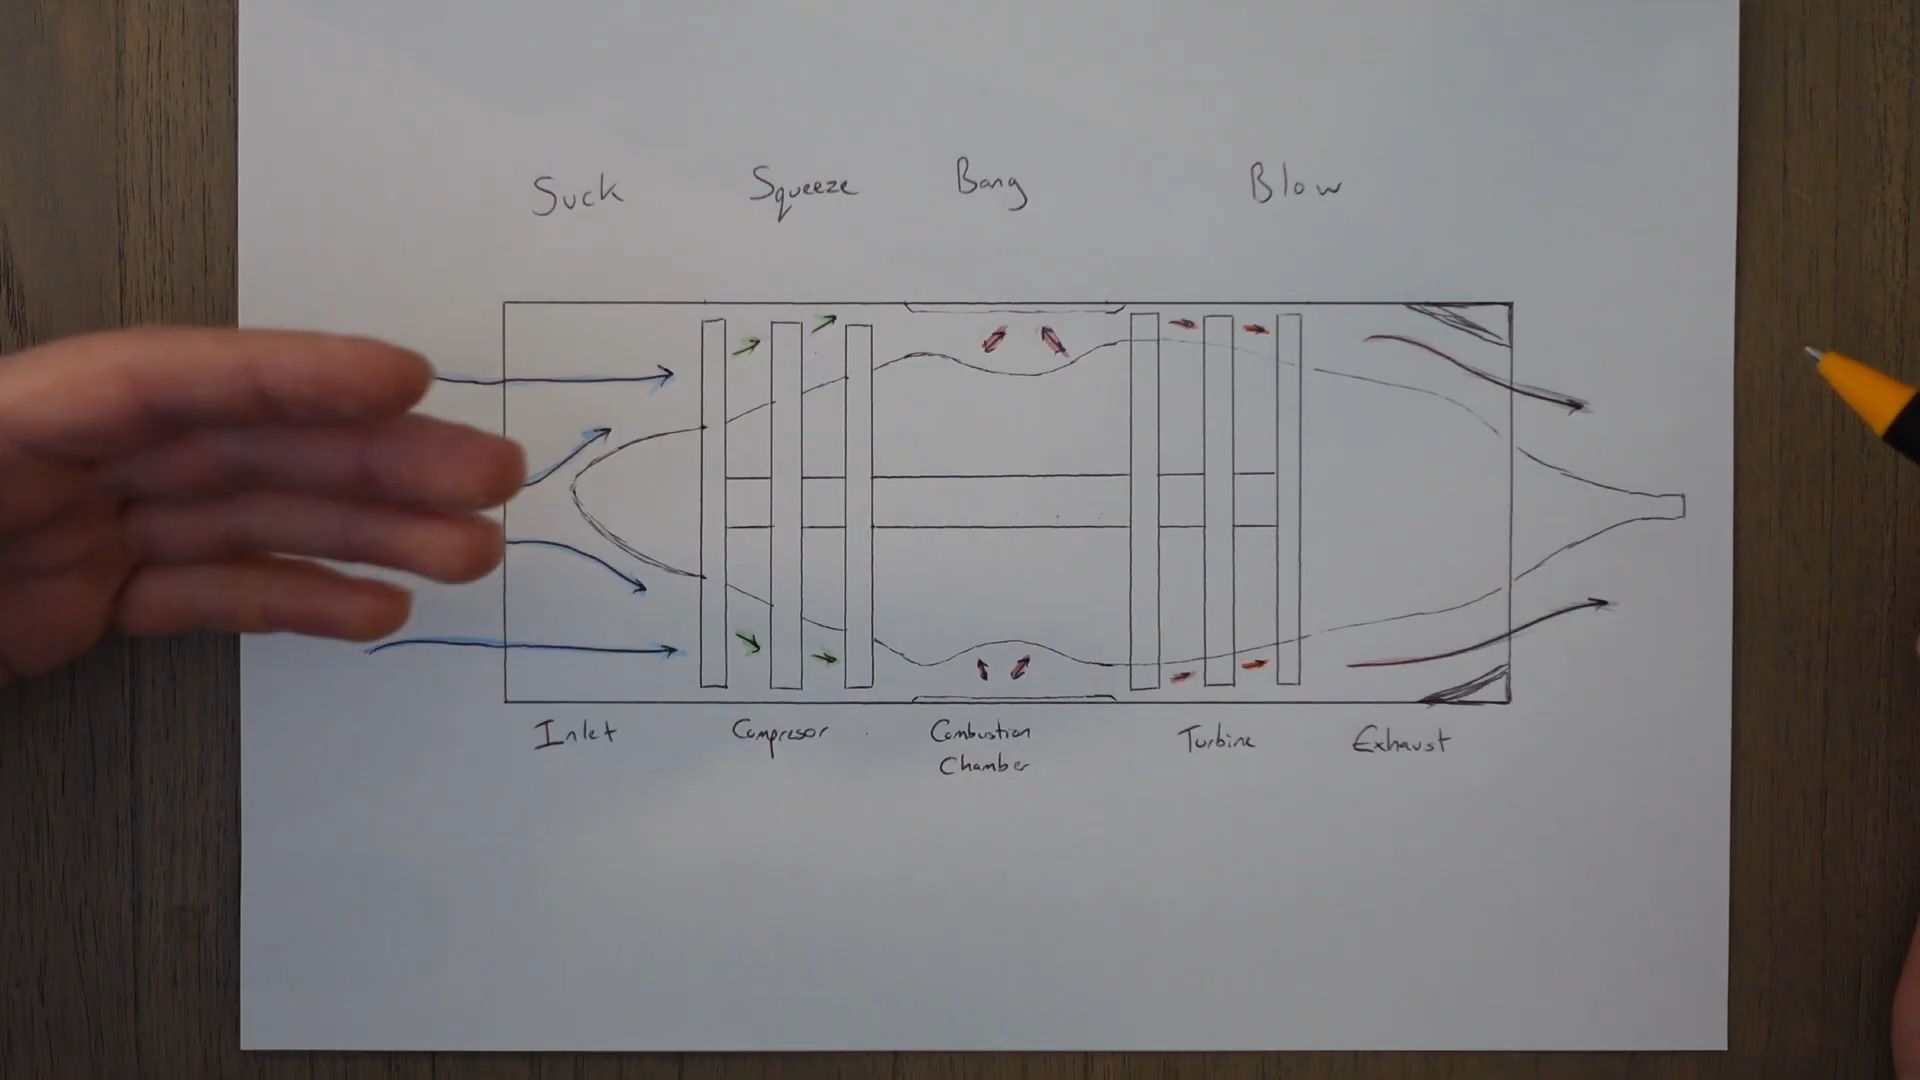 Suck Squeeze Bang Blow
Inlet Compresor Combustion Turbine Exhaust
Chamber